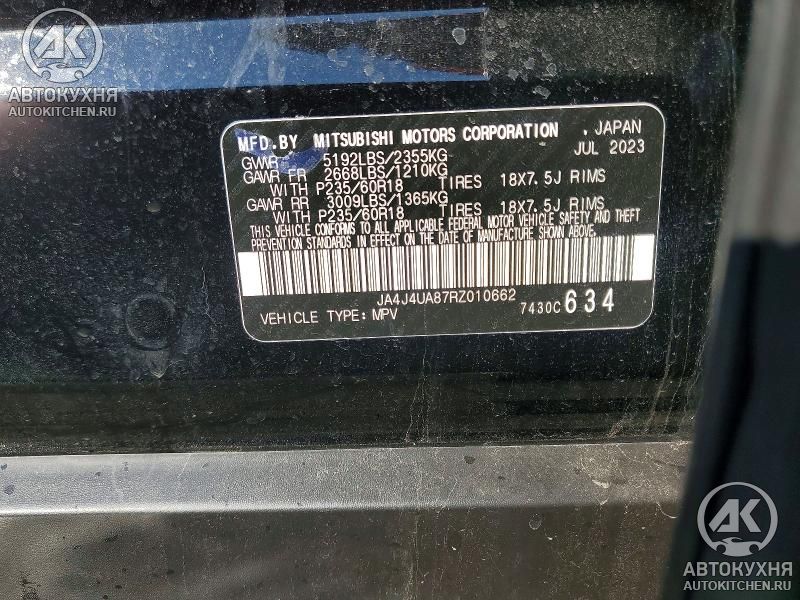 AK
АВТОКУХНЯ
AUTOKITCHEN.RU
MFD.BY MITSUBISHI MOTORS CORPORATION . JAPAN
GVWR 5192LBS/2355KG JUL 2023
GAWR FR 2668LBS/1210KG
WITH P235/60R18 TIRES 18X7.5J RIMS
GAWR RR 3009LBS/1365KG
WITH P235/60R18 TIRES 18X7.5J RIMS
THIS VEHICLE CONFORMS TO ALL APPLICABLE FEDERAL MOTOR VEHICLE SAFETY AND THEFT
PREVENTION STANDARDS IN EFFECT ON THE DATE OF MANUFACTURE SHOWN ABOVE.
JA4J4UA87RZ010662
VEHICLE TYPE: MPV 7430C 634
AK
АВТОКУХНЯ
AUTOKITCHEN.RU